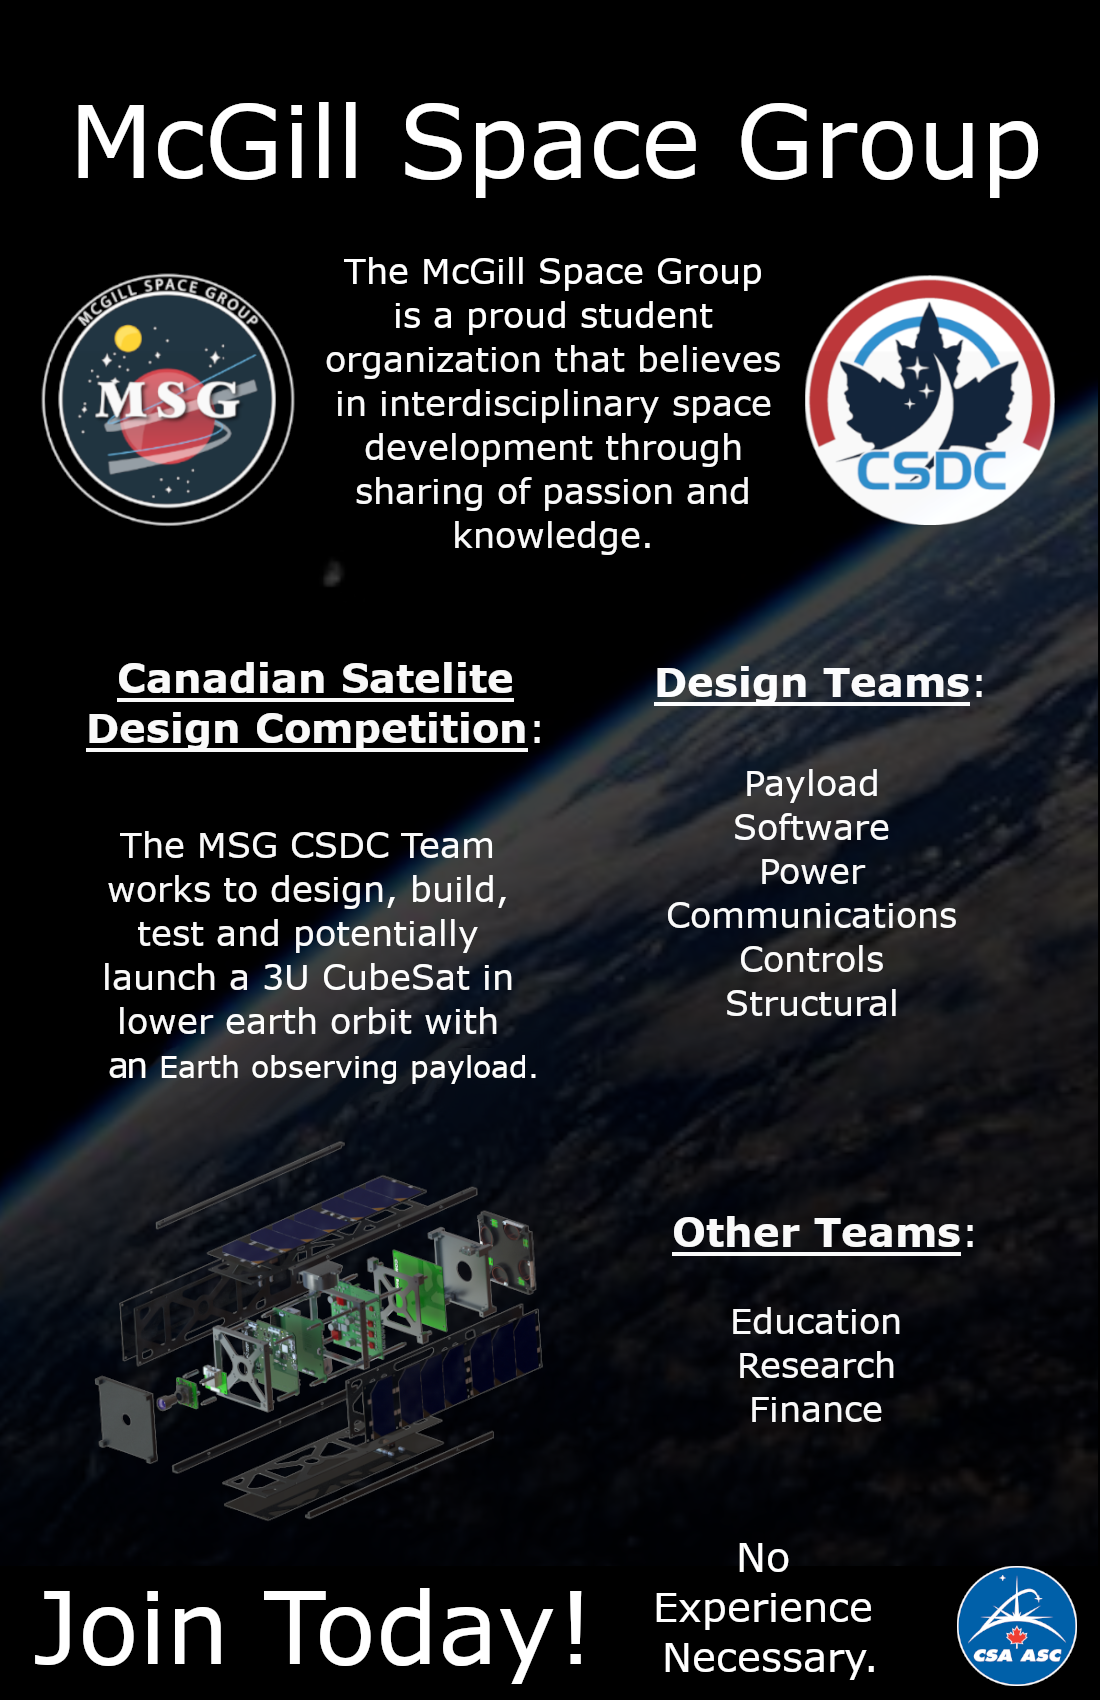 McGill Space Group
MCGILL SPACE GROUP
MSG
The McGill Space Group
is a proud student
organization that believes
in interdisciplinary space
development through
sharing of passion and
knowledge.
CSDC
Canadian Satelite
Design Competition:
The MSG CSDC Team
works to design, build,
test and potentially
launch a 3U CubeSat in
lower earth orbit with
an Earth observing payload.
Design Teams:
Payload
Software
Power
Communications
Controls
Structural
Other Teams:
Education
Research
Finance
Join Today!
No
Experience
Necessary.
CSA ASC